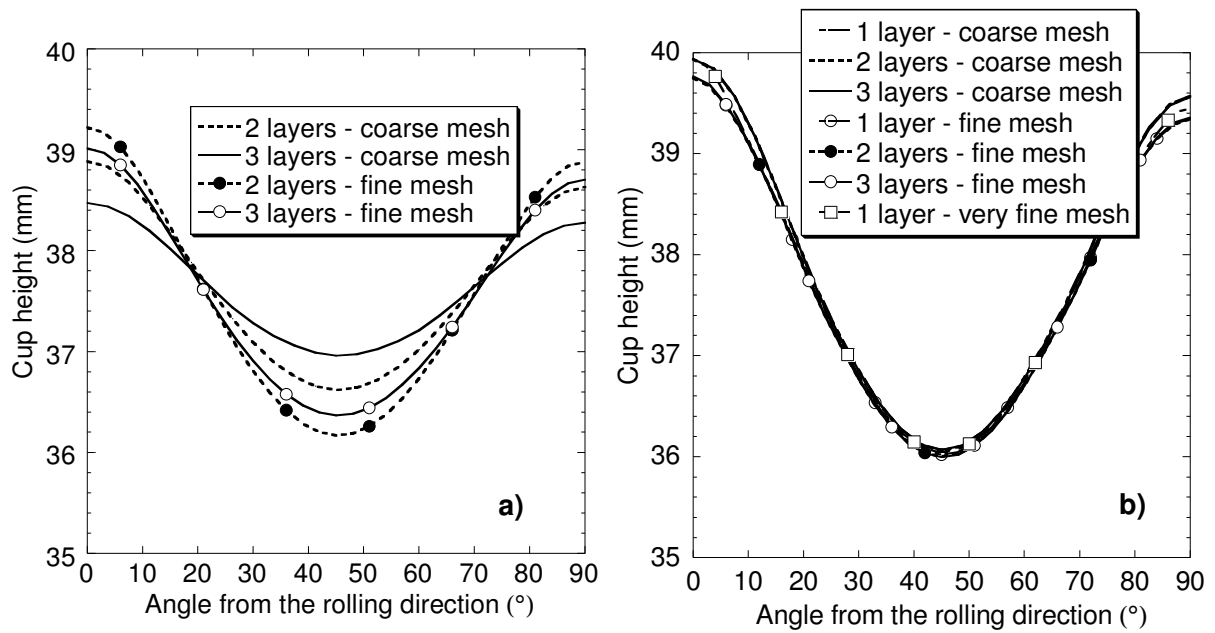 40
39
38
37
36
35
Cup height (mm)
2 layers - coarse mesh
3 layers - coarse mesh
2 layers - fine mesh
3 layers - fine mesh
a)
0 10 20 30 40 50 60 70 80 90
Angle from the rolling direction (°)
40
39
38
37
36
35
Cup height (mm)
1 layer - coarse mesh
2 layers - coarse mesh
3 layers - coarse mesh
1 layer - fine mesh
2 layers - fine mesh
3 layers - fine mesh
1 layer - very fine mesh
b)
0 10 20 30 40 50 60 70 80 90
Angle from the rolling direction (°)